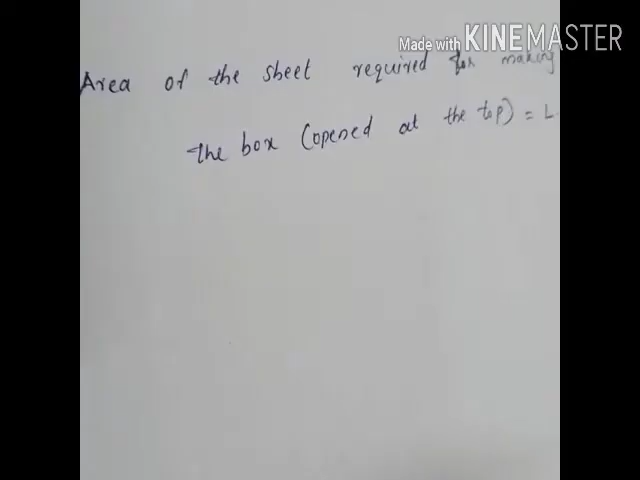 Made with KINEMASTER
Area of the sheet required for making
the box (opened at the top) = L